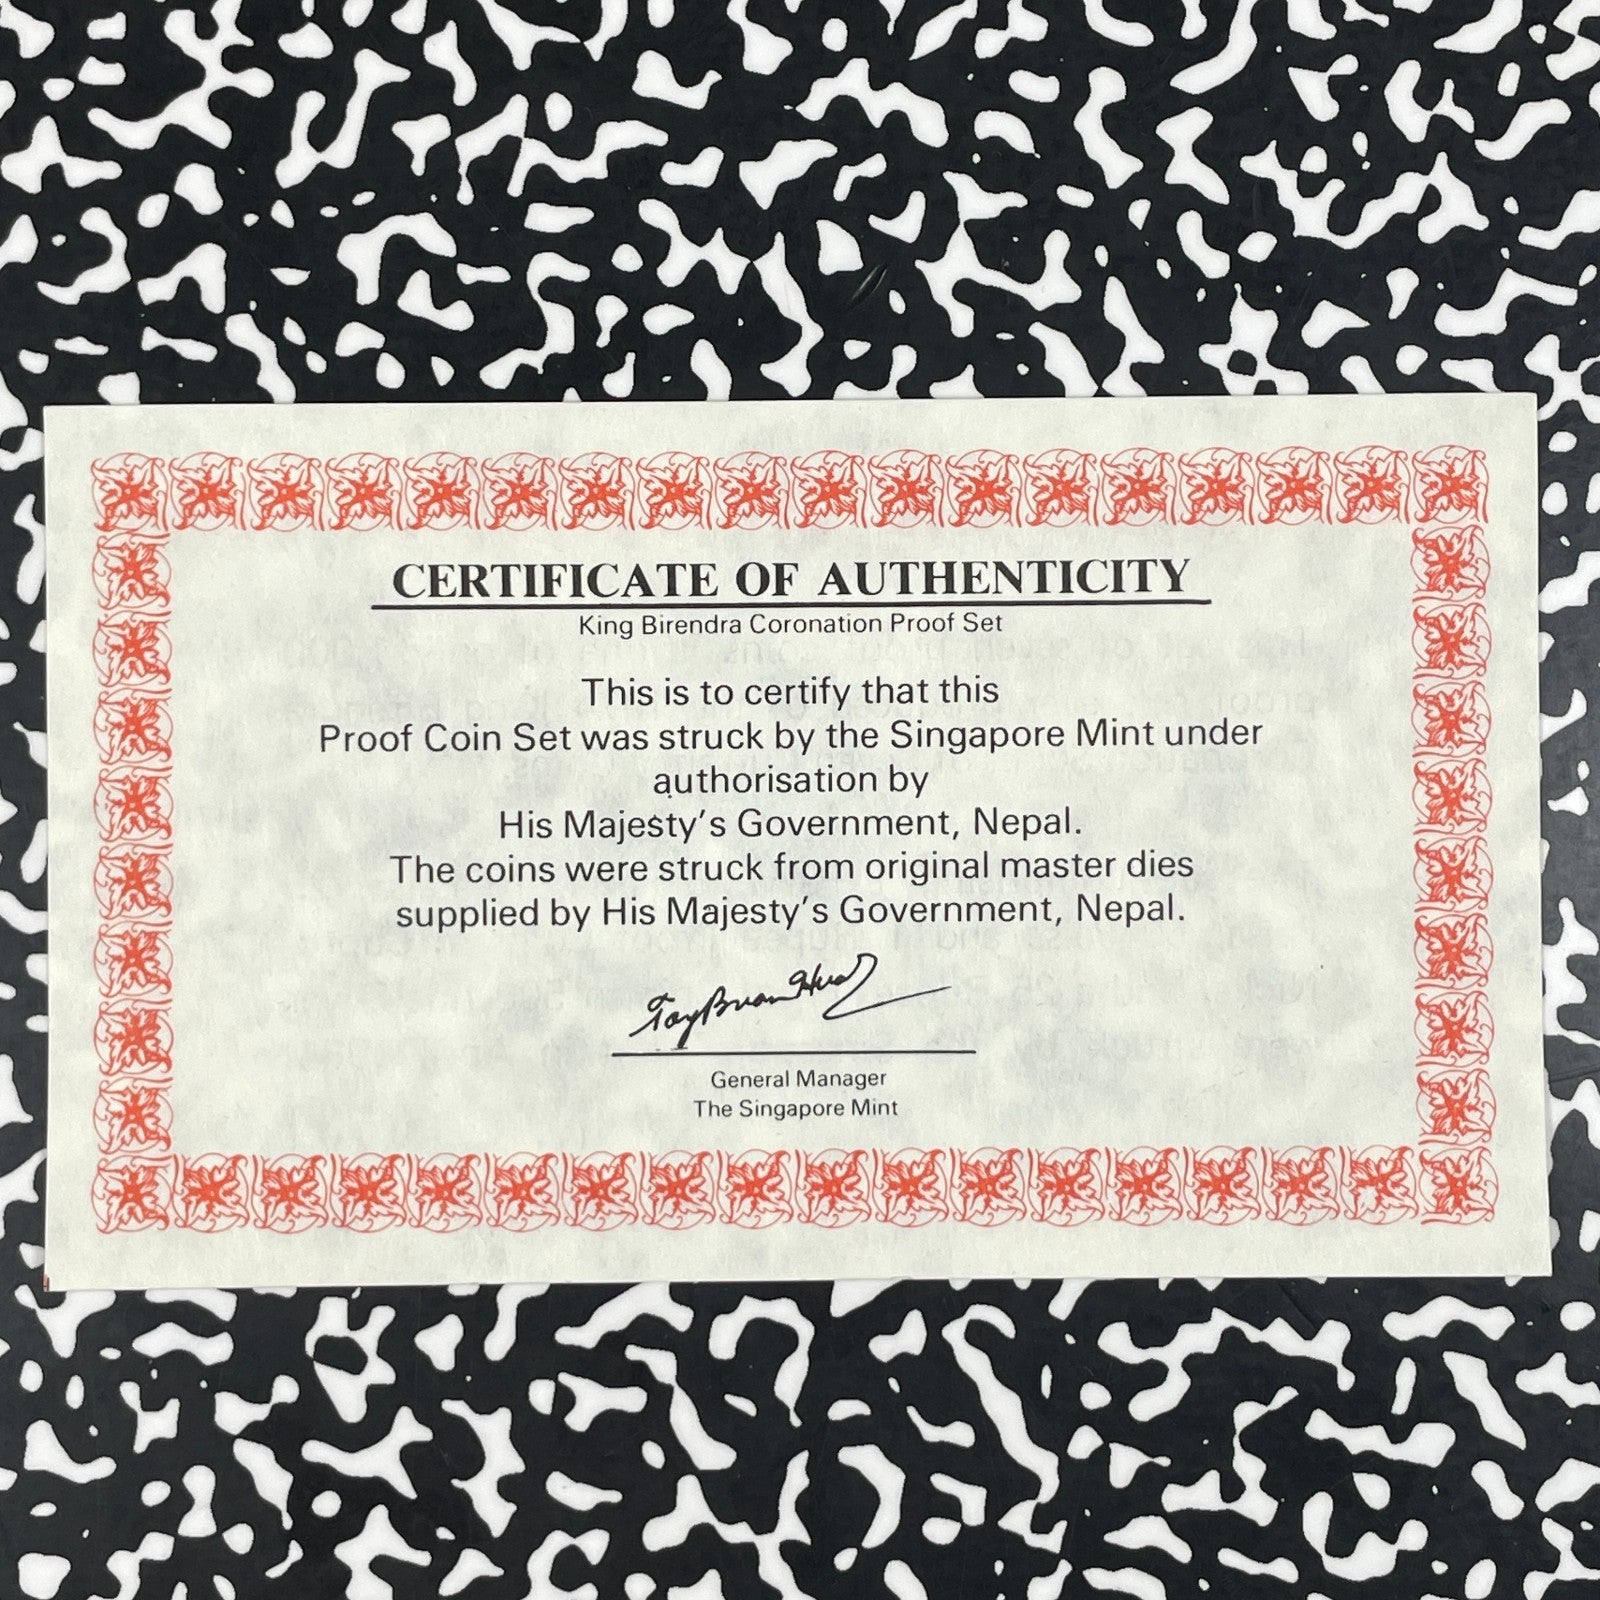 CERTIFICATE OF AUTHENTICITY
King Birendra Coronation Proof Set
This is to certify that this
Proof Coin Set was struck by the Singapore Mint under
authorisation by
His Majesty's Government, Nepal.
The coins were struck from original master dies
supplied by His Majesty's Government, Nepal.
General Manager
The Singapore Mint